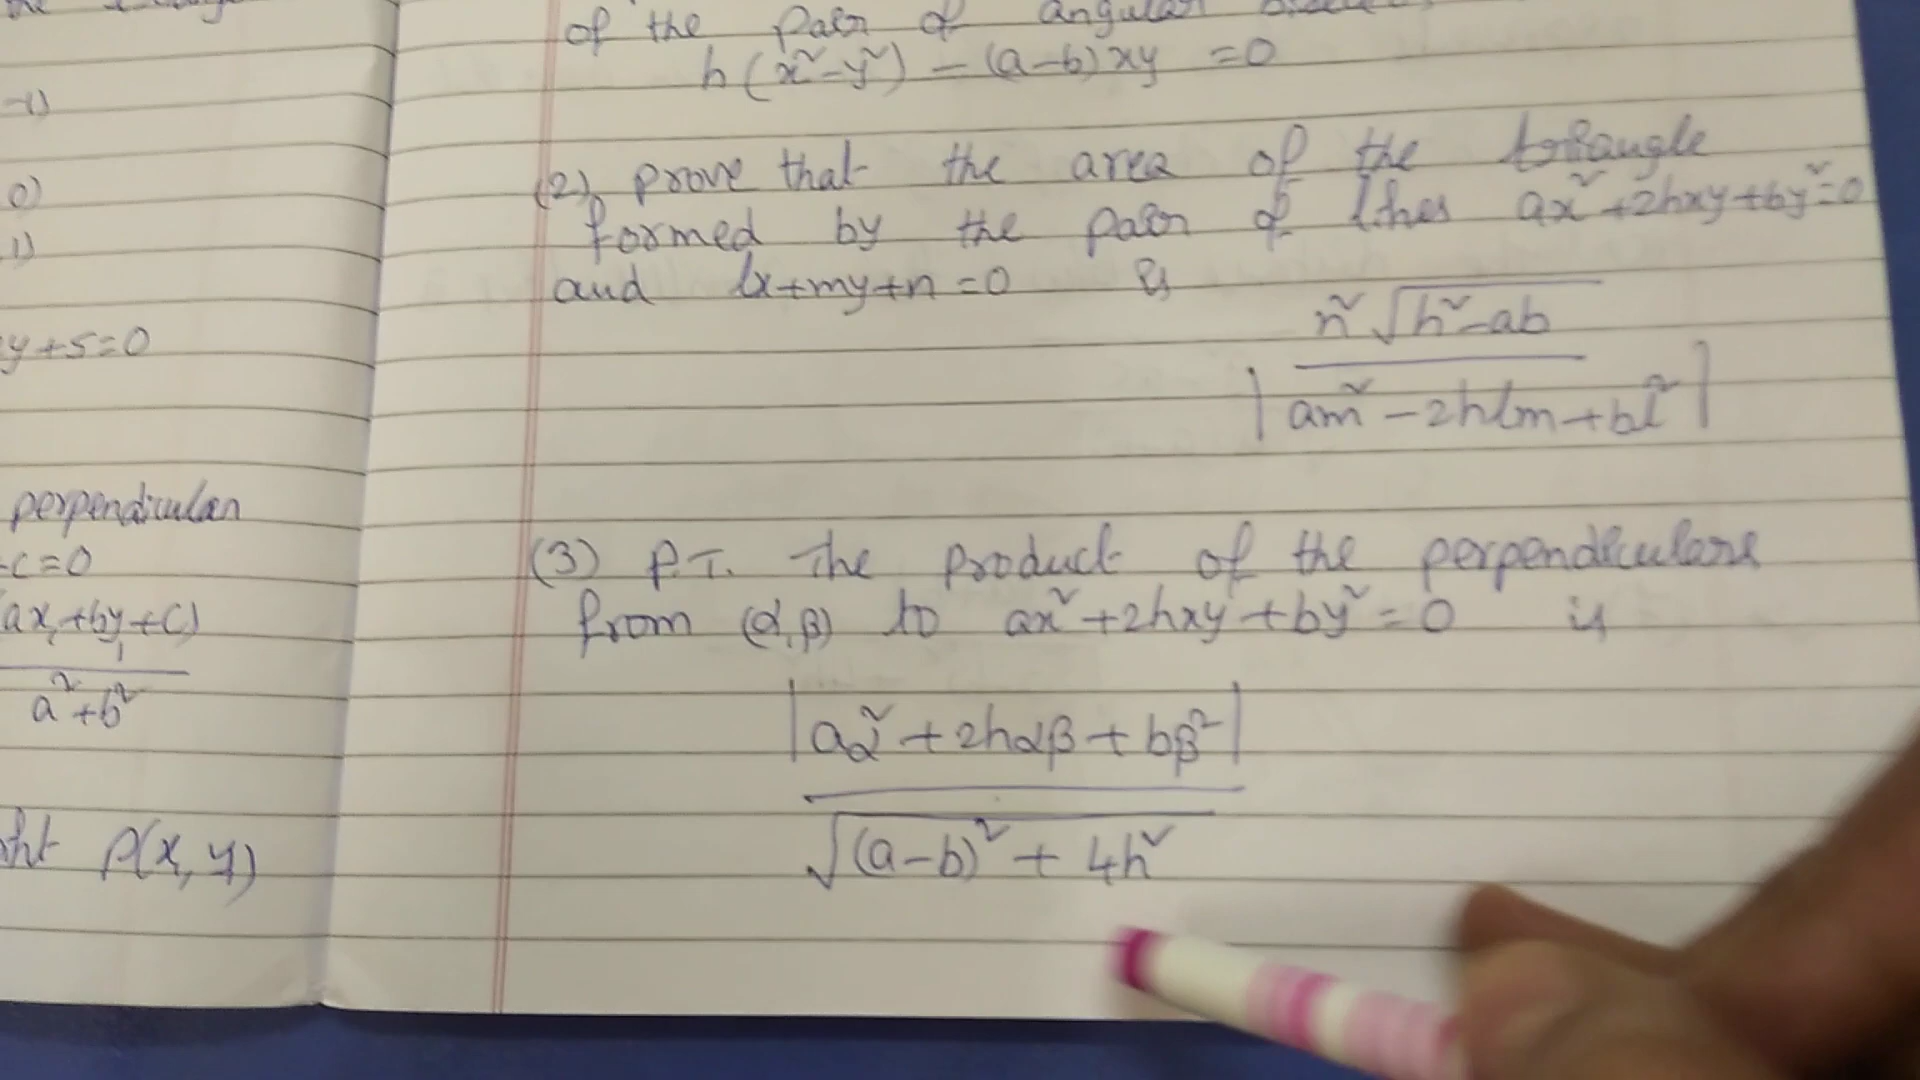 -1)
0)
1)
y+5=0
perpendicular
-c=0
(ax₁+by₁+c)
a²+b²
P(x, y)
of the pair of angular
h(x²-y²) - (a-b)xy = 0
(2) prove that the area of the triangle
formed by the pair of lines ax²+2hxy+by²=0
and lx+my+n=0 is
n²√h²-ab
|am²-2hlm+bl²|
(3) P.T. The product of the perpendiculars
from (α,β) to ax²+2hxy+by²=0 is
|aα²+2hαβ+bβ²|
√(a-b)²+4h²